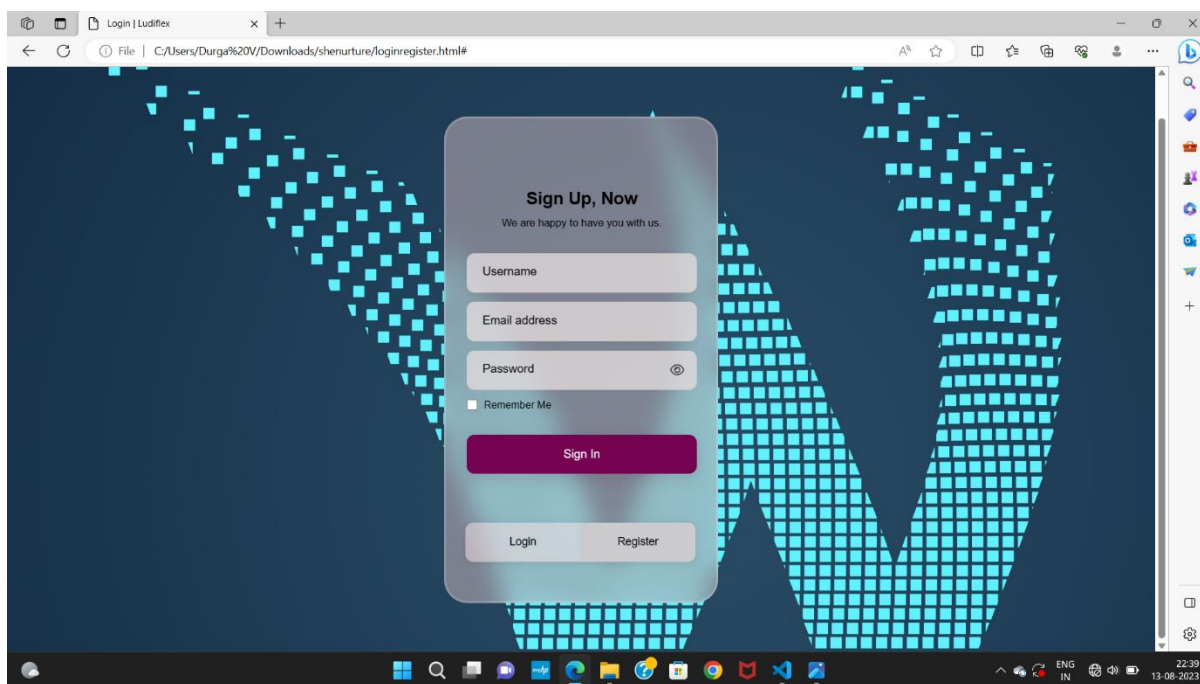 Login | Ludiflex
File | C:/Users/Durga%20V/Downloads/shenurture/loginregister.html#
Sign Up, Now
We are happy to have you with us.
Username
Email address
Password
Remember Me
Sign In
Login Register
ENG
IN
22:39
13-08-2023